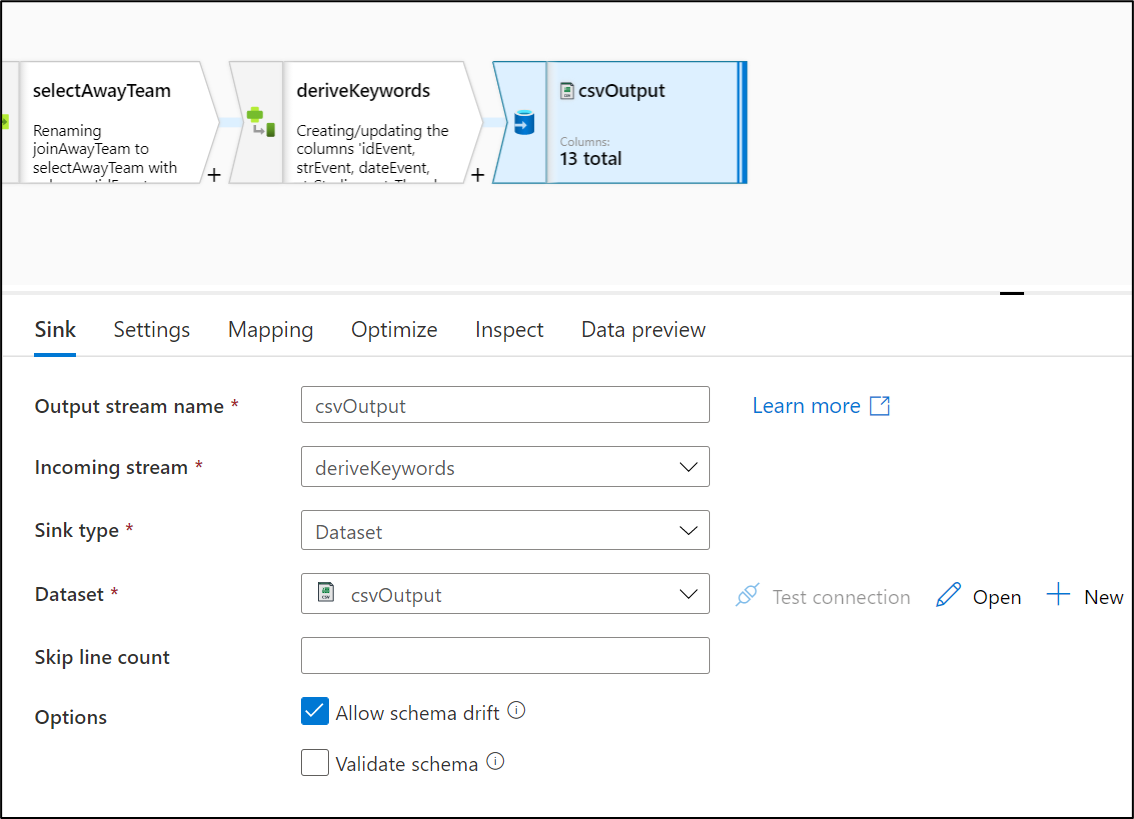 selectAwayTeam
Renaming
joinAwayTeam to
selectAwayTeam with
+
deriveKeywords
Creating/updating the
columns 'idEvent,
strEvent, dateEvent,
+
csvOutput
Columns:
13 total
Sink
Settings
Mapping
Optimize
Inspect
Data preview
Output stream name *
csvOutput
Learn more
Incoming stream *
deriveKeywords
Sink type *
Dataset
Dataset *
csvOutput
Test connection
Open
New
Skip line count
Options
Allow schema drift
Validate schema